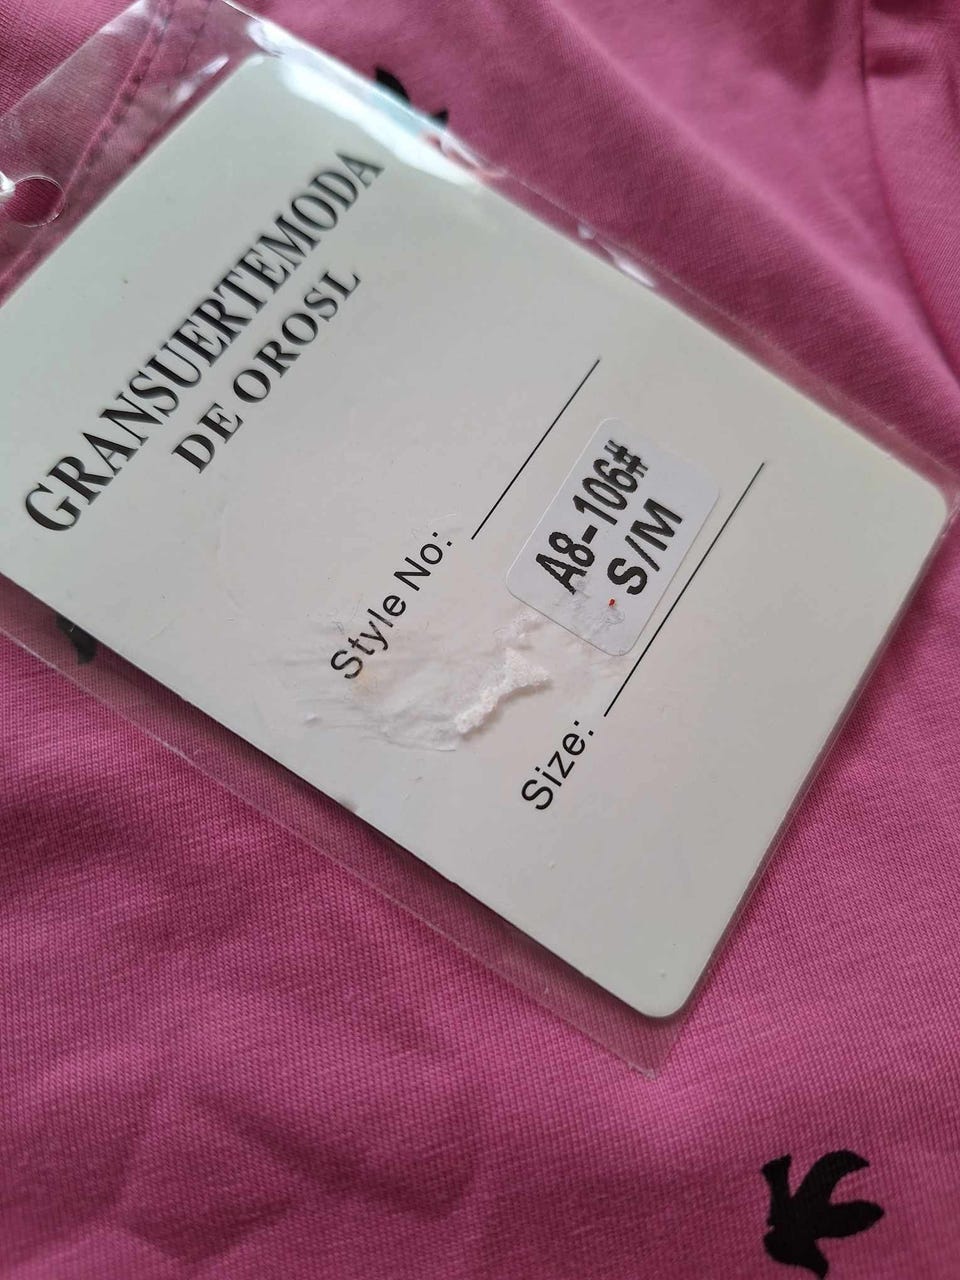 GRANSUERTEMODA
DE OROSL
Style No:
A8-106#
S/M
Size: